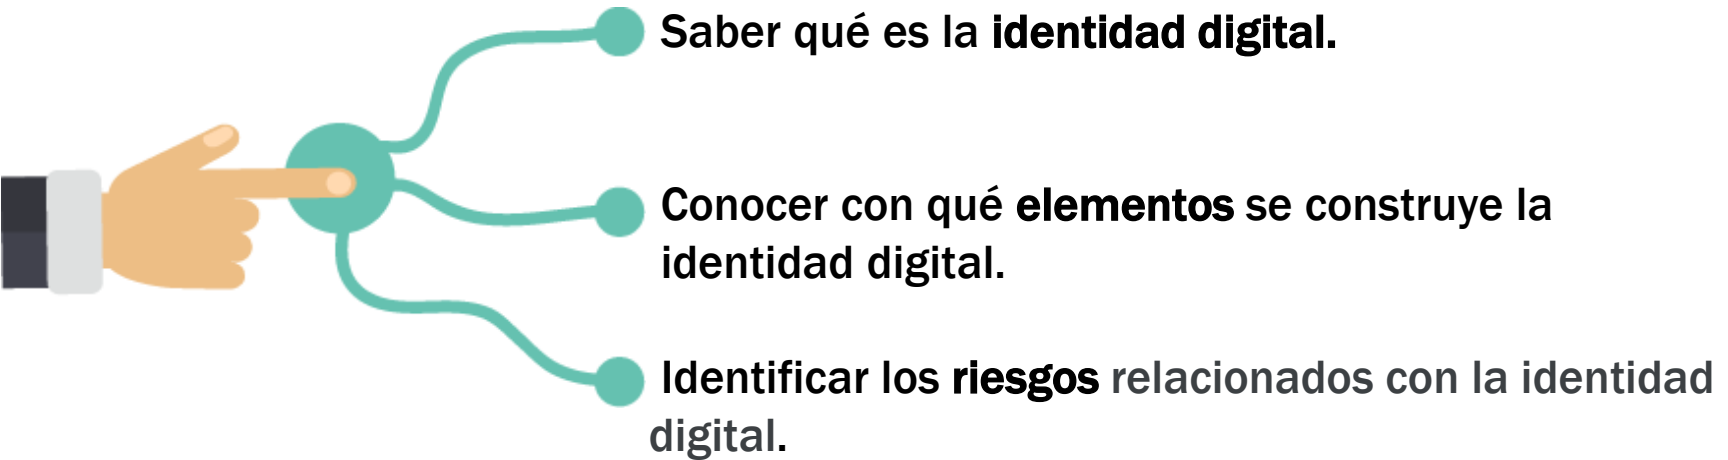 Saber qué es la identidad digital.
Conocer con qué elementos se construye la
identidad digital.
Identificar los riesgos relacionados con la identidad
digital.